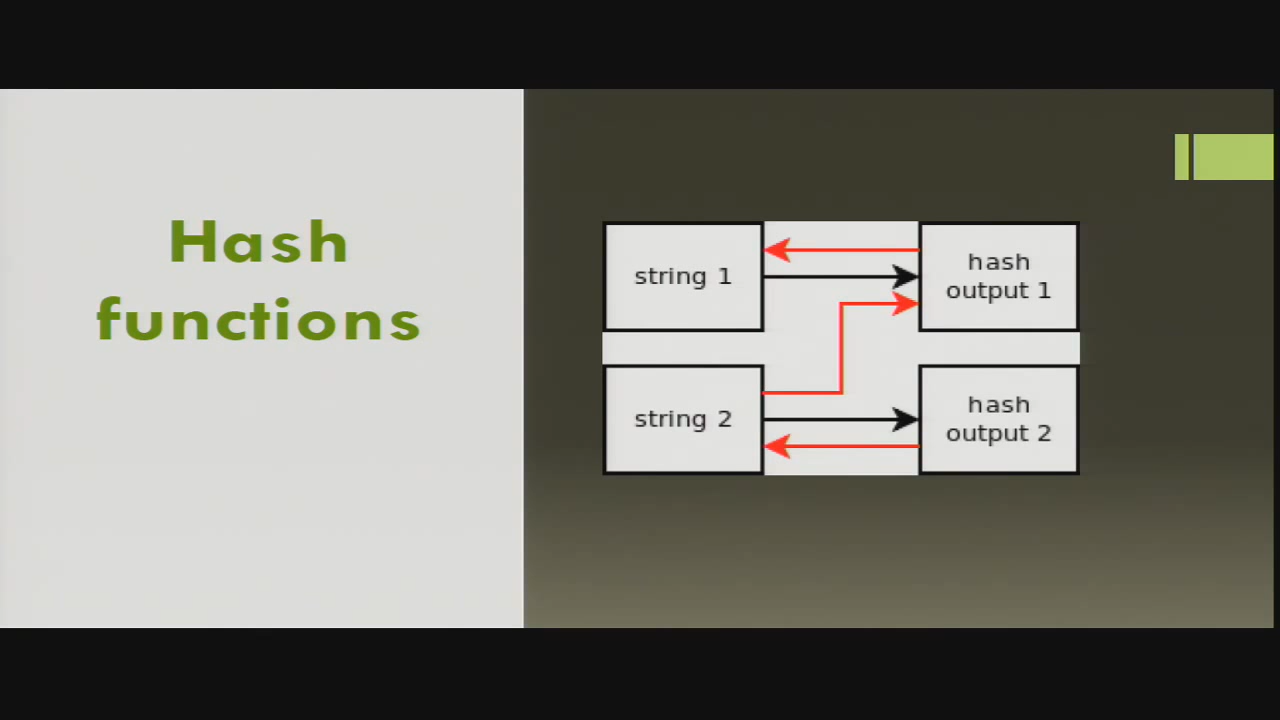 Hash
functions
string 1
hash
output 1
string 2
hash
output 2